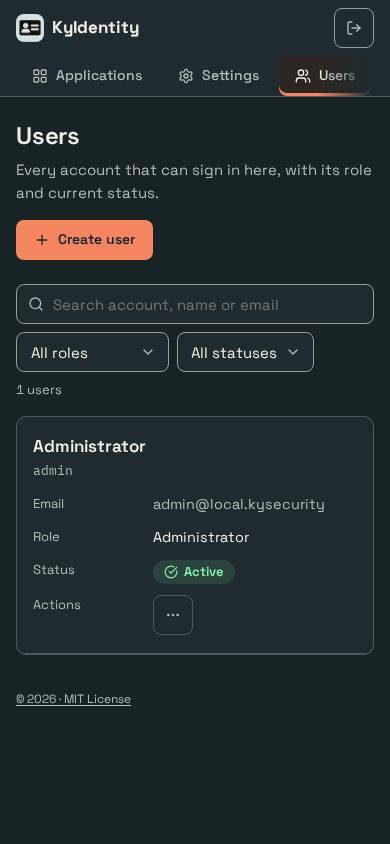 KyIdentity
Applications
Settings
Users
Users
Every account that can sign in here, with its role
and current status.
Create user
Search account, name or email
All roles
All statuses
1 users
Administrator
admin
Email
admin@local.kysecurity
Role
Administrator
Status
Active
Actions
© 2026 · MIT License